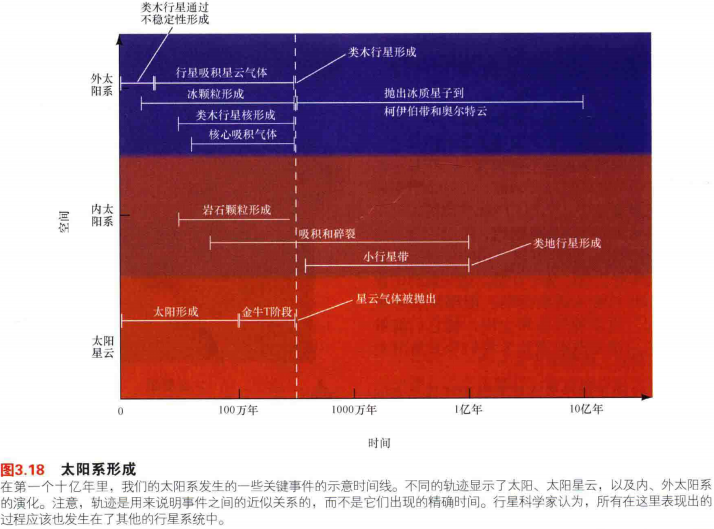 类木行星通过
不稳定性形成
外太
阳系
行星吸积星云气体
类木行星形成
冰颗粒形成
抛出冰质星子到
柯伊伯带和奥尔特云
类木行星核形成
核心吸积气体
空间
内太
阳系
岩石颗粒形成
吸积和碎裂
类地行星形成
小行星带
星云气体被抛出
太阳形成
金牛T阶段
太阳
星云
0
100万年
1000万年
1亿年
10亿年
时间
图3.18 太阳系形成
在第一个十亿年里，我们的太阳系发生的一些关键事件的示意时间线。不同的轨迹显示了太阳、太阳星云，以及内、外太阳系
的演化。注意，轨迹是用来说明事件之间的近似关系的，而不是它们出现的精确时间。行星科学家认为，所有在这里表现出的
过程应该也发生在了其他的行星系统中。